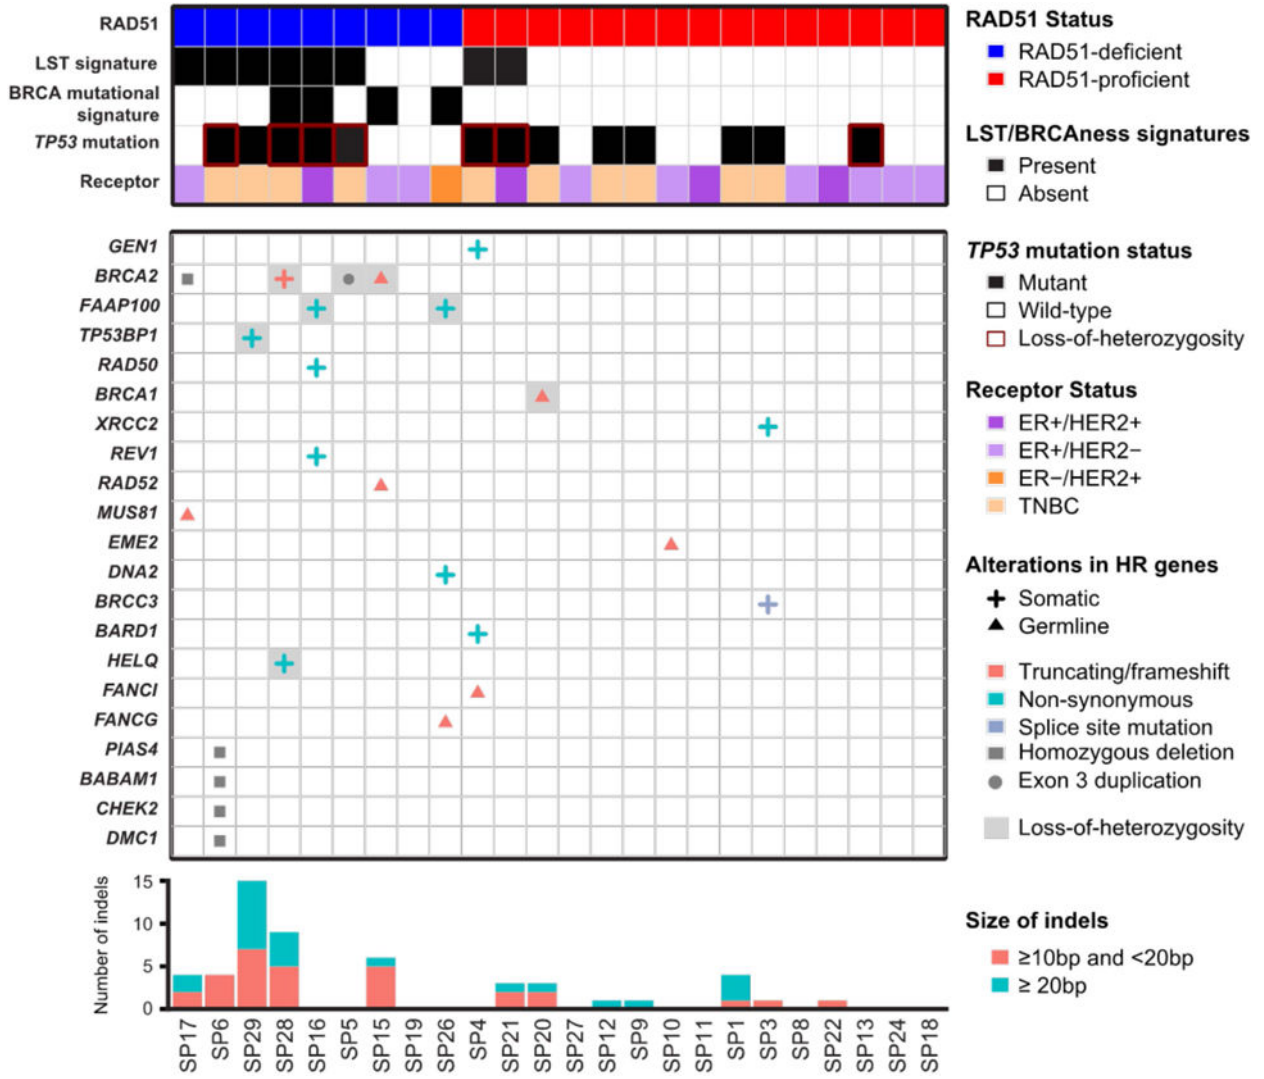 RAD51
LST signature
BRCA mutational
signature
TP53 mutation
Receptor
RAD51 Status
RAD51-deficient
RAD51-proficient
LST/BRCAness signatures
Present
Absent
TP53 mutation status
Mutant
Wild-type
Loss-of-heterozygosity
Receptor Status
ER+/HER2+
ER+/HER2−
ER−/HER2+
TNBC
GEN1
BRCA2
FAAP100
TP53BP1
RAD50
BRCA1
XRCC2
REV1
RAD52
MUS81
EME2
DNA2
BRCC3
BARD1
HELQ
FANCI
FANCG
PIAS4
BABAM1
CHEK2
DMC1
Alterations in HR genes
Somatic
Germline
Truncating/frameshift
Non-synonymous
Splice site mutation
Homozygous deletion
Exon 3 duplication
Loss-of-heterozygosity
Number of indels
15
10
5
0
SP17
SP6
SP29
SP28
SP16
SP5
SP15
SP19
SP26
SP4
SP21
SP20
SP27
SP12
SP9
SP10
SP11
SP1
SP3
SP8
SP22
SP13
SP24
SP18
Size of indels
≥10bp and <20bp
≥ 20bp